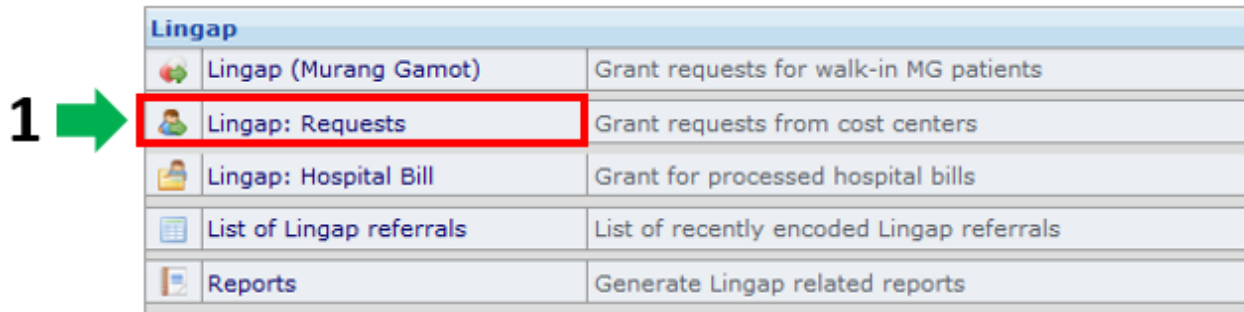 Lingap
Lingap (Murang Gamot) Grant requests for walk-in MG patients
1 Lingap: Requests Grant requests from cost centers
Lingap: Hospital Bill Grant for processed hospital bills
List of Lingap referrals List of recently encoded Lingap referrals
Reports Generate Lingap related reports